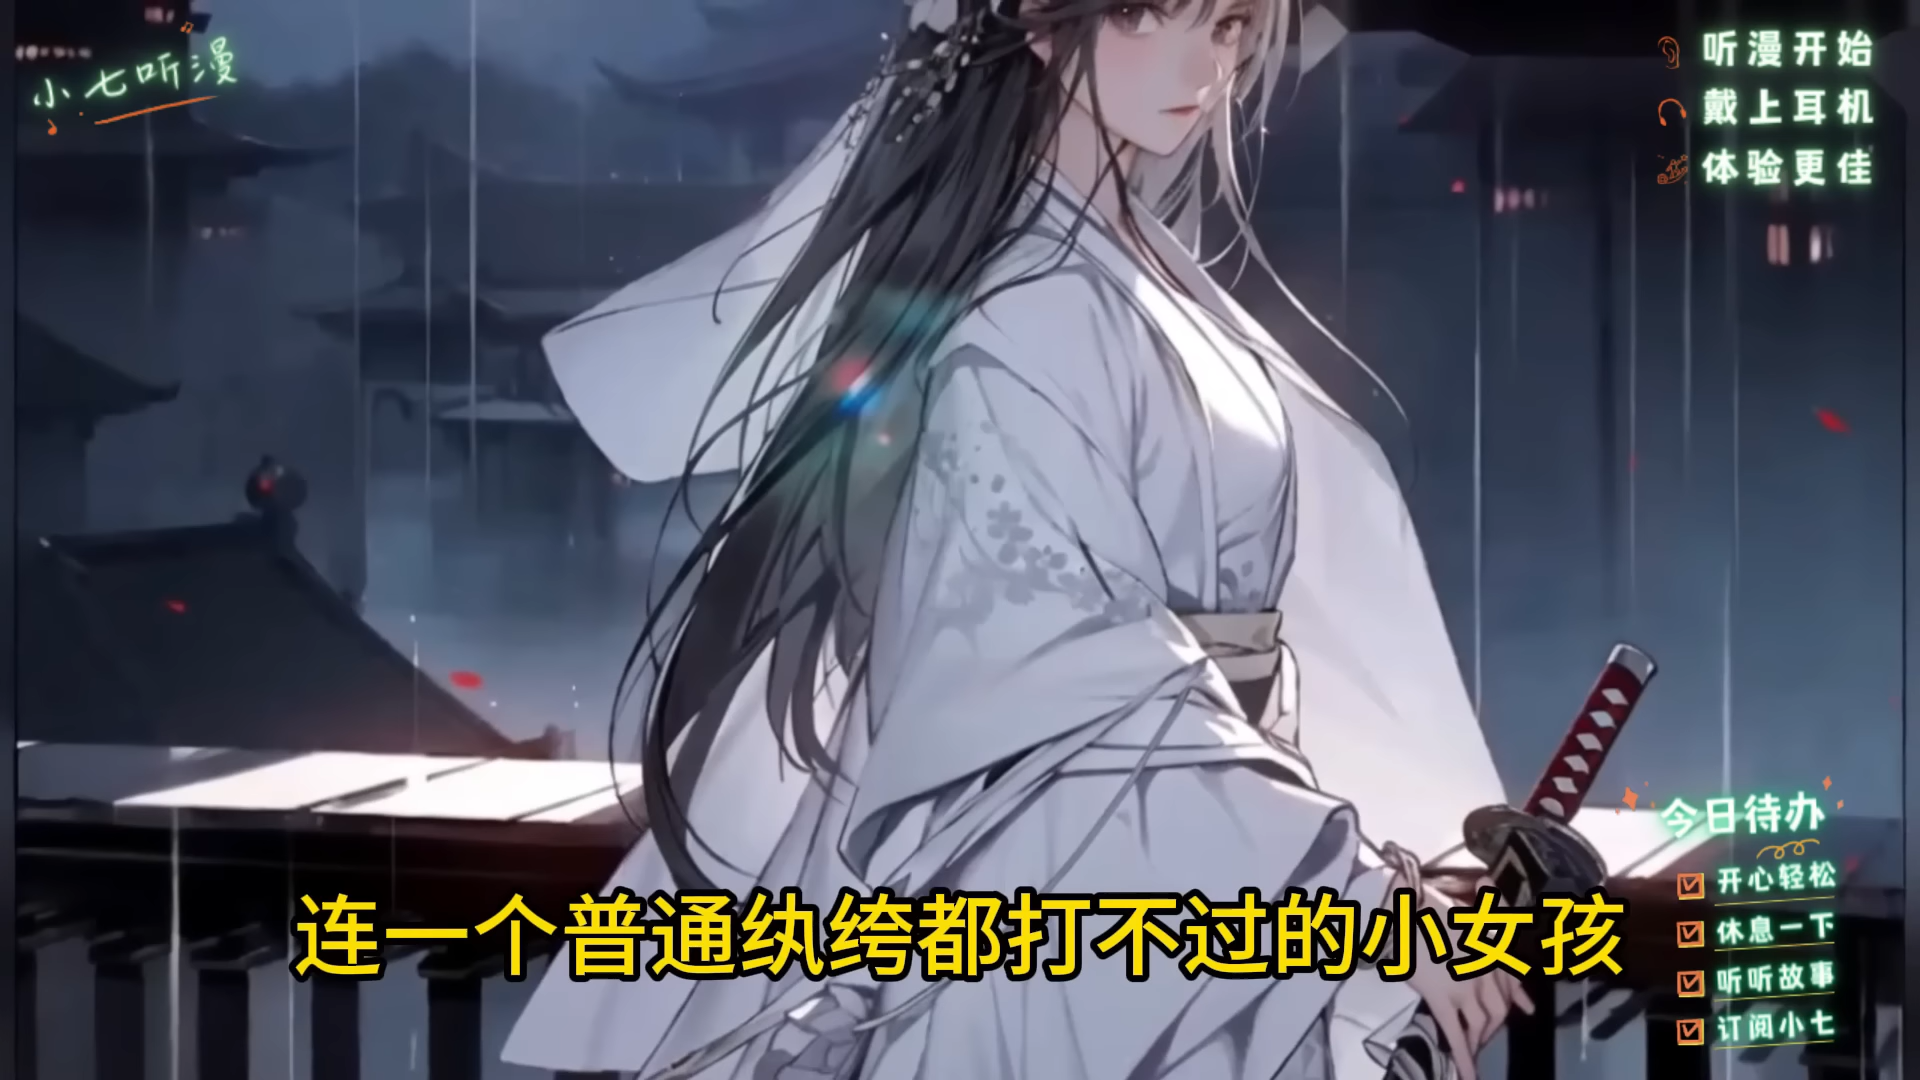 小七听漫
听漫开始
戴上耳机
体验更佳
今日待办
开心轻松
休息一下
听听故事
订阅小七
连一个普通纨绔都打不过的小女孩